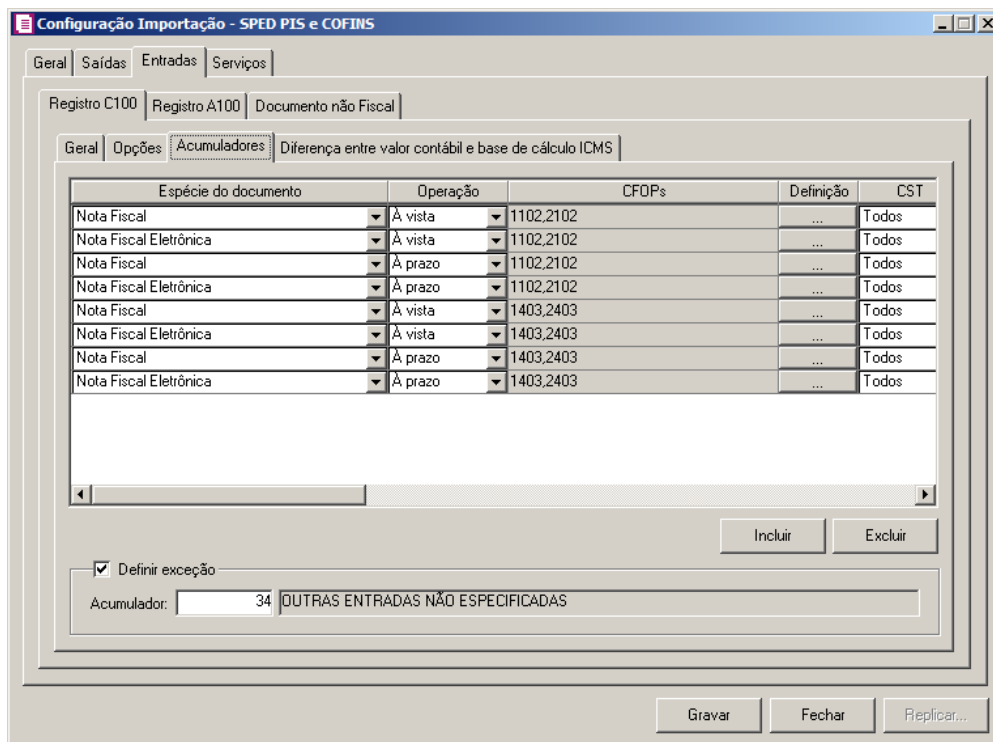 Configuração Importação - SPED PIS e COFINS
Geral Saídas Entradas Serviços
Registro C100 Registro A100 Documento não Fiscal
Geral Opções Acumuladores Diferença entre valor contábil e base de cálculo ICMS
Espécie do documento Operação CFOPs Definição CST
Nota Fiscal À vista 1102,2102 ... Todos
Nota Fiscal Eletrônica À vista 1102,2102 ... Todos
Nota Fiscal À prazo 1102,2102 ... Todos
Nota Fiscal Eletrônica À prazo 1102,2102 ... Todos
Nota Fiscal À vista 1403,2403 ... Todos
Nota Fiscal Eletrônica À vista 1403,2403 ... Todos
Nota Fiscal À prazo 1403,2403 ... Todos
Nota Fiscal Eletrônica À prazo 1403,2403 ... Todos
Incluir Excluir
Definir exceção
Acumulador: 34 OUTRAS ENTRADAS NÃO ESPECIFICADAS
Gravar Fechar Replicar...